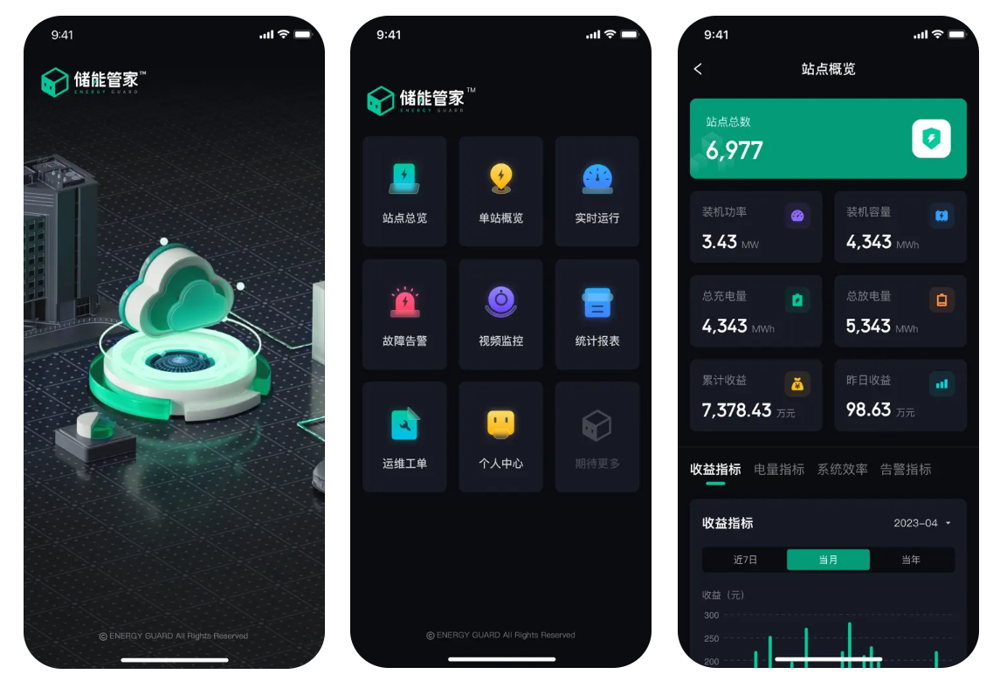 9:41
储能管家™
ENERGY GUARD
© ENERGY GUARD All Rights Reserved
9:41
储能管家™
ENERGY GUARD
站点总览
单站概览
实时运行
故障告警
视频监控
统计报表
运维工单
个人中心
期待更多
© ENERGY GUARD All Rights Reserved
9:41
站点概览
站点总数
6,977
装机功率
3.43 MW
装机容量
4,343 MWh
总充电量
4,343 MWh
总放电量
5,343 MWh
累计收益
7,378.43 万元
昨日收益
98.63 万元
收益指标 电量指标 系统效率 告警指标
收益指标
2023-04
近7日 当月 当年
收益（元）
300
250
200